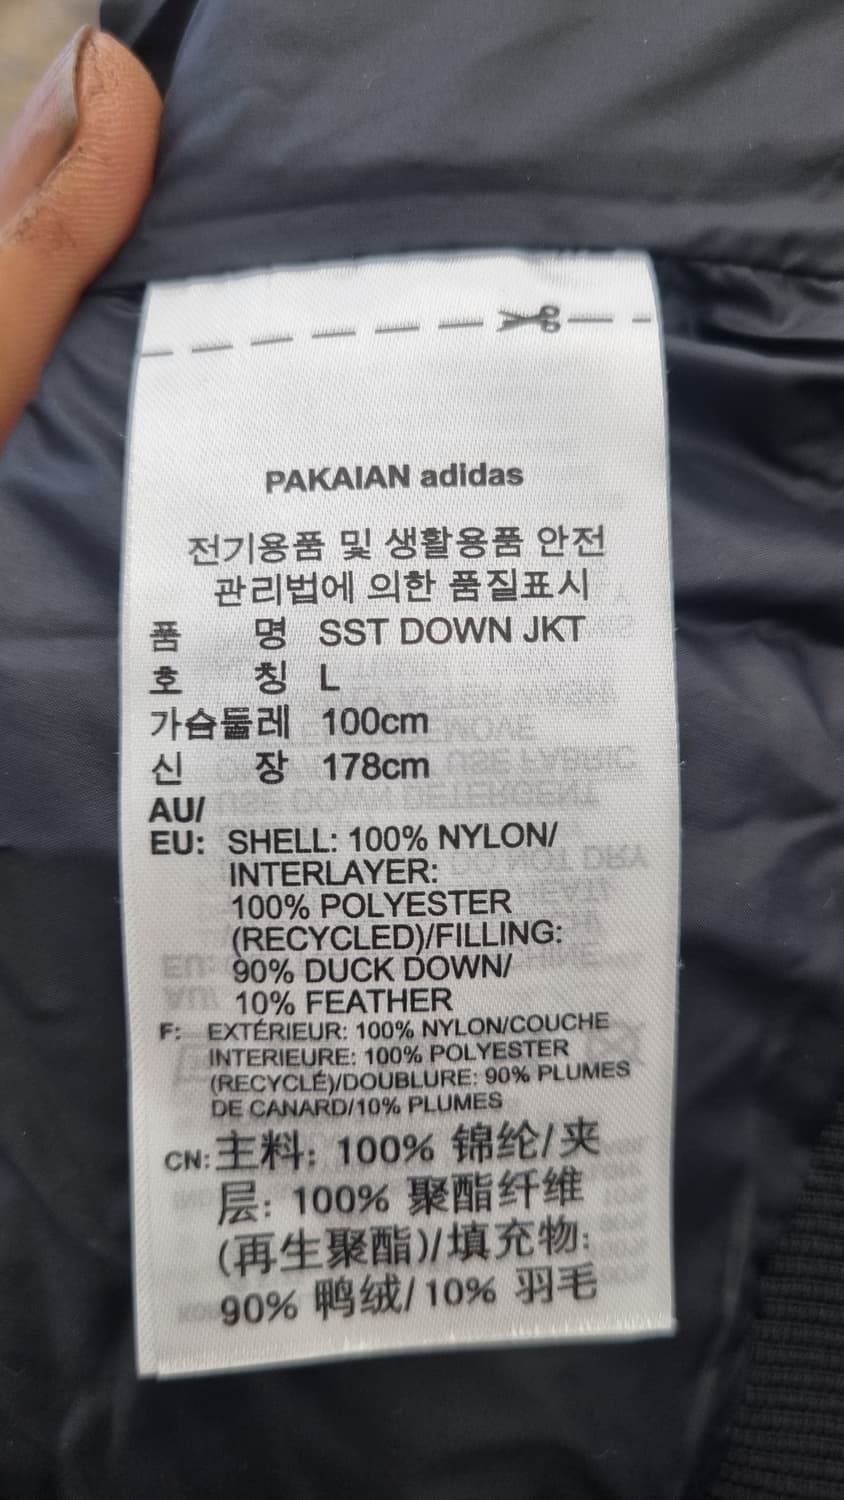 PAKAIAN adidas
전기용품 및 생활용품 안전
관리법에 의한 품질표시
품 명 SST DOWN JKT
호 칭 L
가슴둘레 100cm
신 장 178cm
AU/
EU: SHELL: 100% NYLON/
INTERLAYER:
100% POLYESTER
(RECYCLED)/FILLING:
90% DUCK DOWN/
10% FEATHER
F: EXTÉRIEUR: 100% NYLON/COUCHE
INTERIEURE: 100% POLYESTER
(RECYCLÉ)/DOUBLURE: 90% PLUMES
DE CANARD/10% PLUMES
CN: 主料: 100% 锦纶/夹
层: 100% 聚酯纤维
(再生聚酯)/填充物:
90% 鸭绒/10% 羽毛